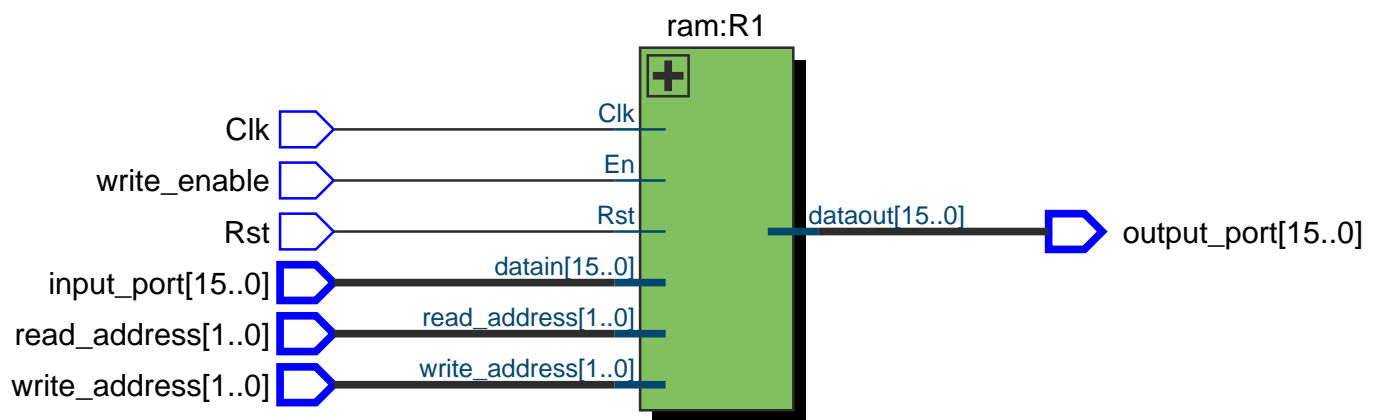 ram:R1
Clk
Clk
write_enable
En
Rst
Rst
dataout[15..0]
output_port[15..0]
input_port[15..0]
datain[15..0]
read_address[1..0]
read_address[1..0]
write_address[1..0]
write_address[1..0]